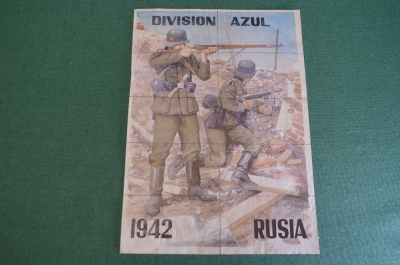 DIVISION AZUL
1942 RUSIA